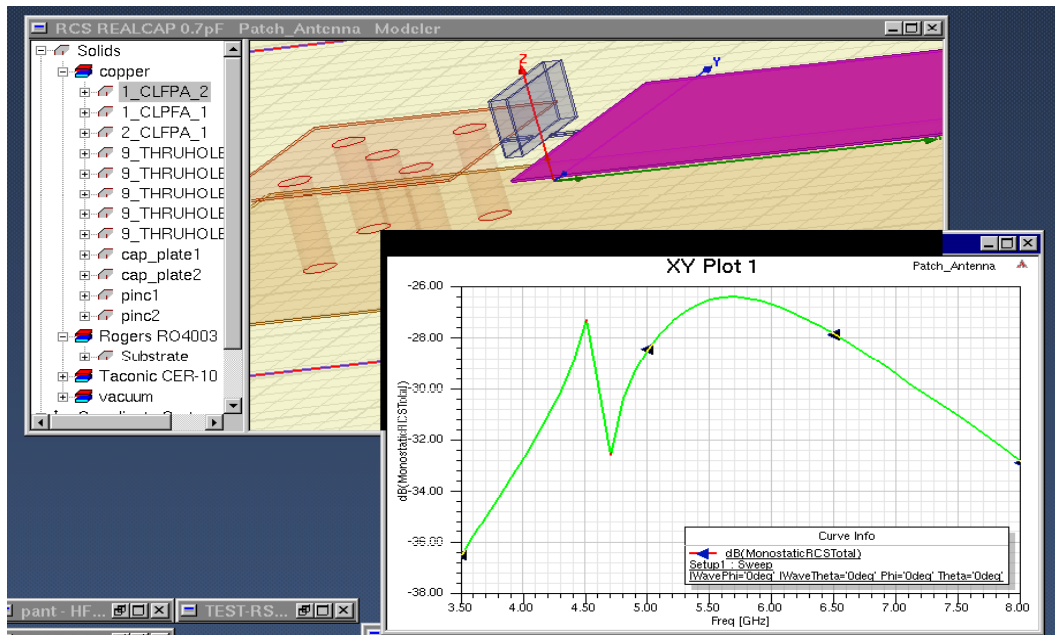 RCS REALCAP 0.7pF Patch_Antenna Modeler
Solids
copper
1_CLFPA_2
1_CLPFA_1
2_CLFPA_1
9_THRUHOLE
9_THRUHOLE
9_THRUHOLE
9_THRUHOLE
9_THRUHOLE
cap_plate1
cap_plate2
pinc1
pinc2
Rogers RO4003
Substrate
Taconic CER-10
vacuum
Z
Y
XY Plot 1
Patch_Antenna
-26.00
-28.00
-30.00
-32.00
-34.00
-36.00
-38.00
dB(MonostaticRCSTotal)
3.50 4.00 4.50 5.00 5.50 6.00 6.50 7.00 7.50 8.00
Freq [GHz]
Curve Info
dB(MonostaticRCSTotal)
Setup1 : Sweep
IWavePhi='0deg' IWaveTheta='0deg' Phi='0deg' Theta='0deg'
pant - HF...
TEST-RS...